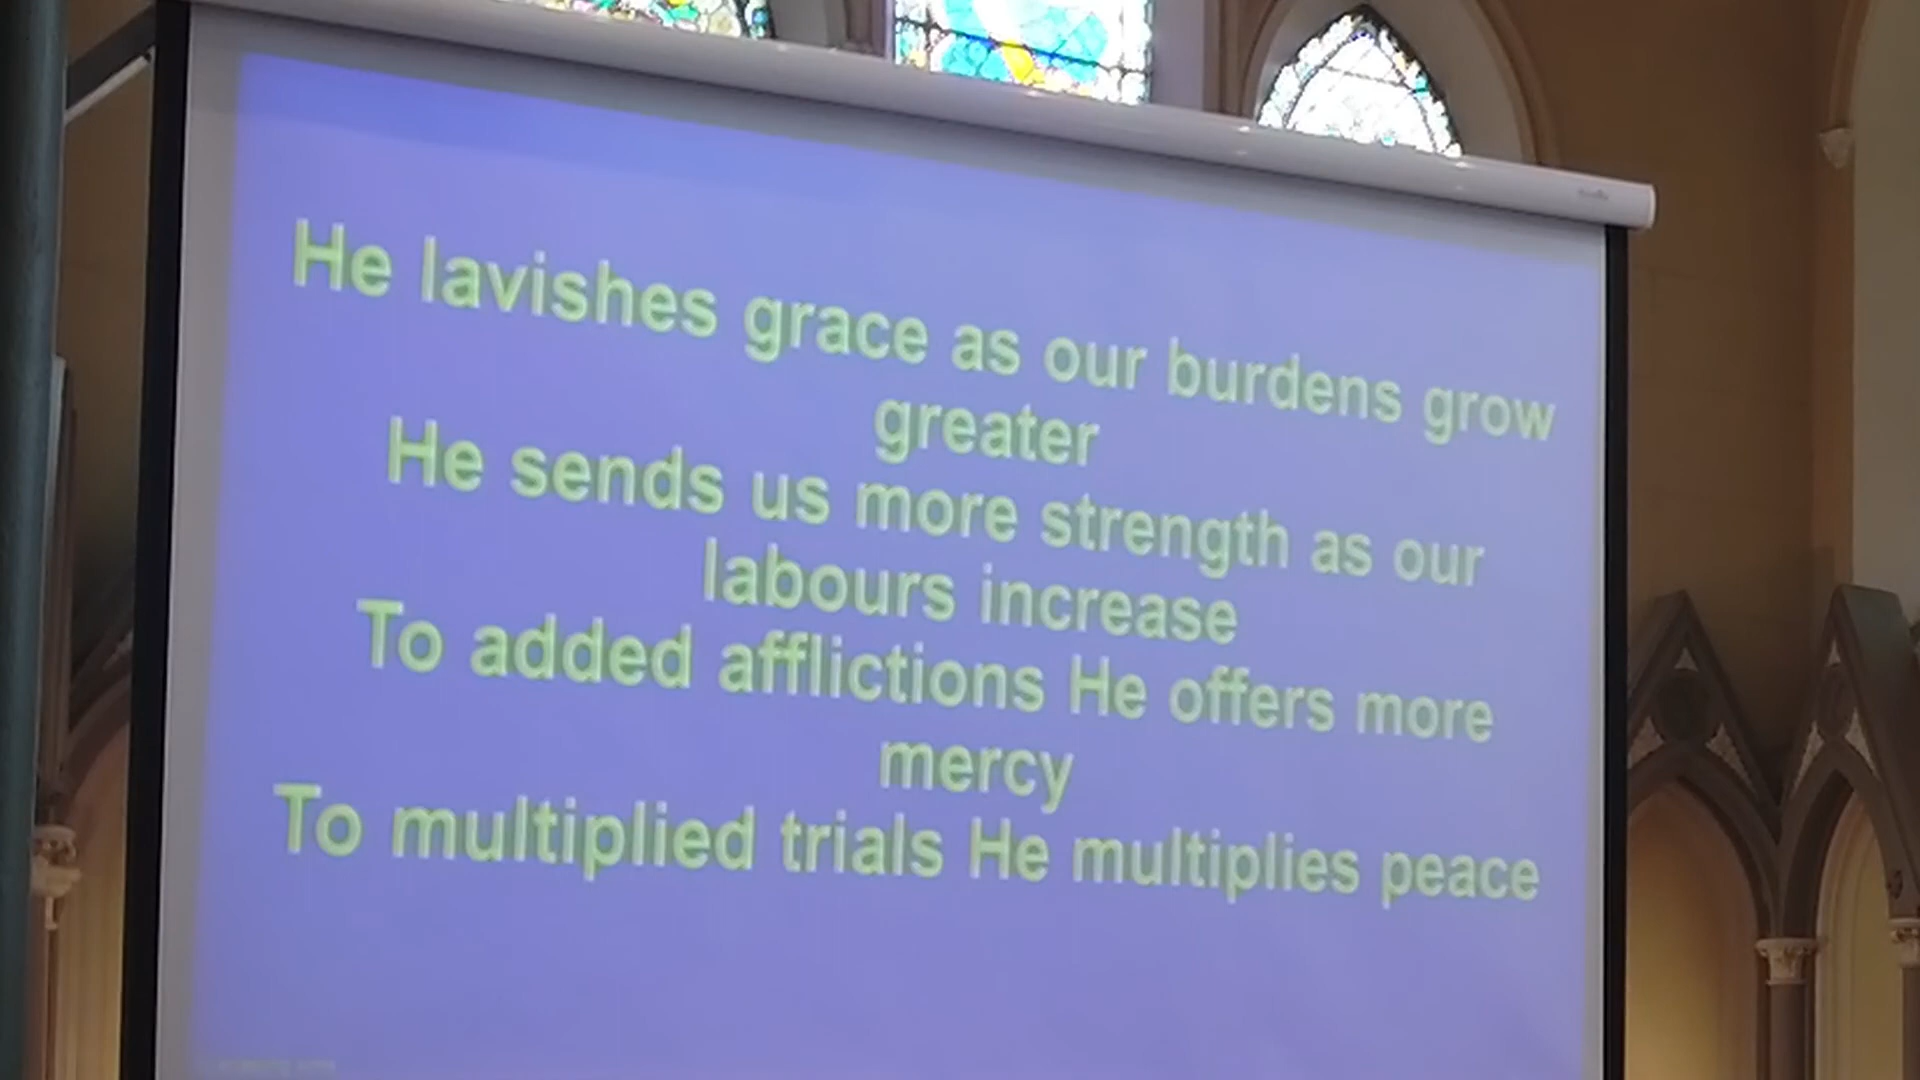 He lavishes grace as our burdens grow
greater
He sends us more strength as our
labours increase
To added afflictions He offers more
mercy
To multiplied trials He multiplies peace